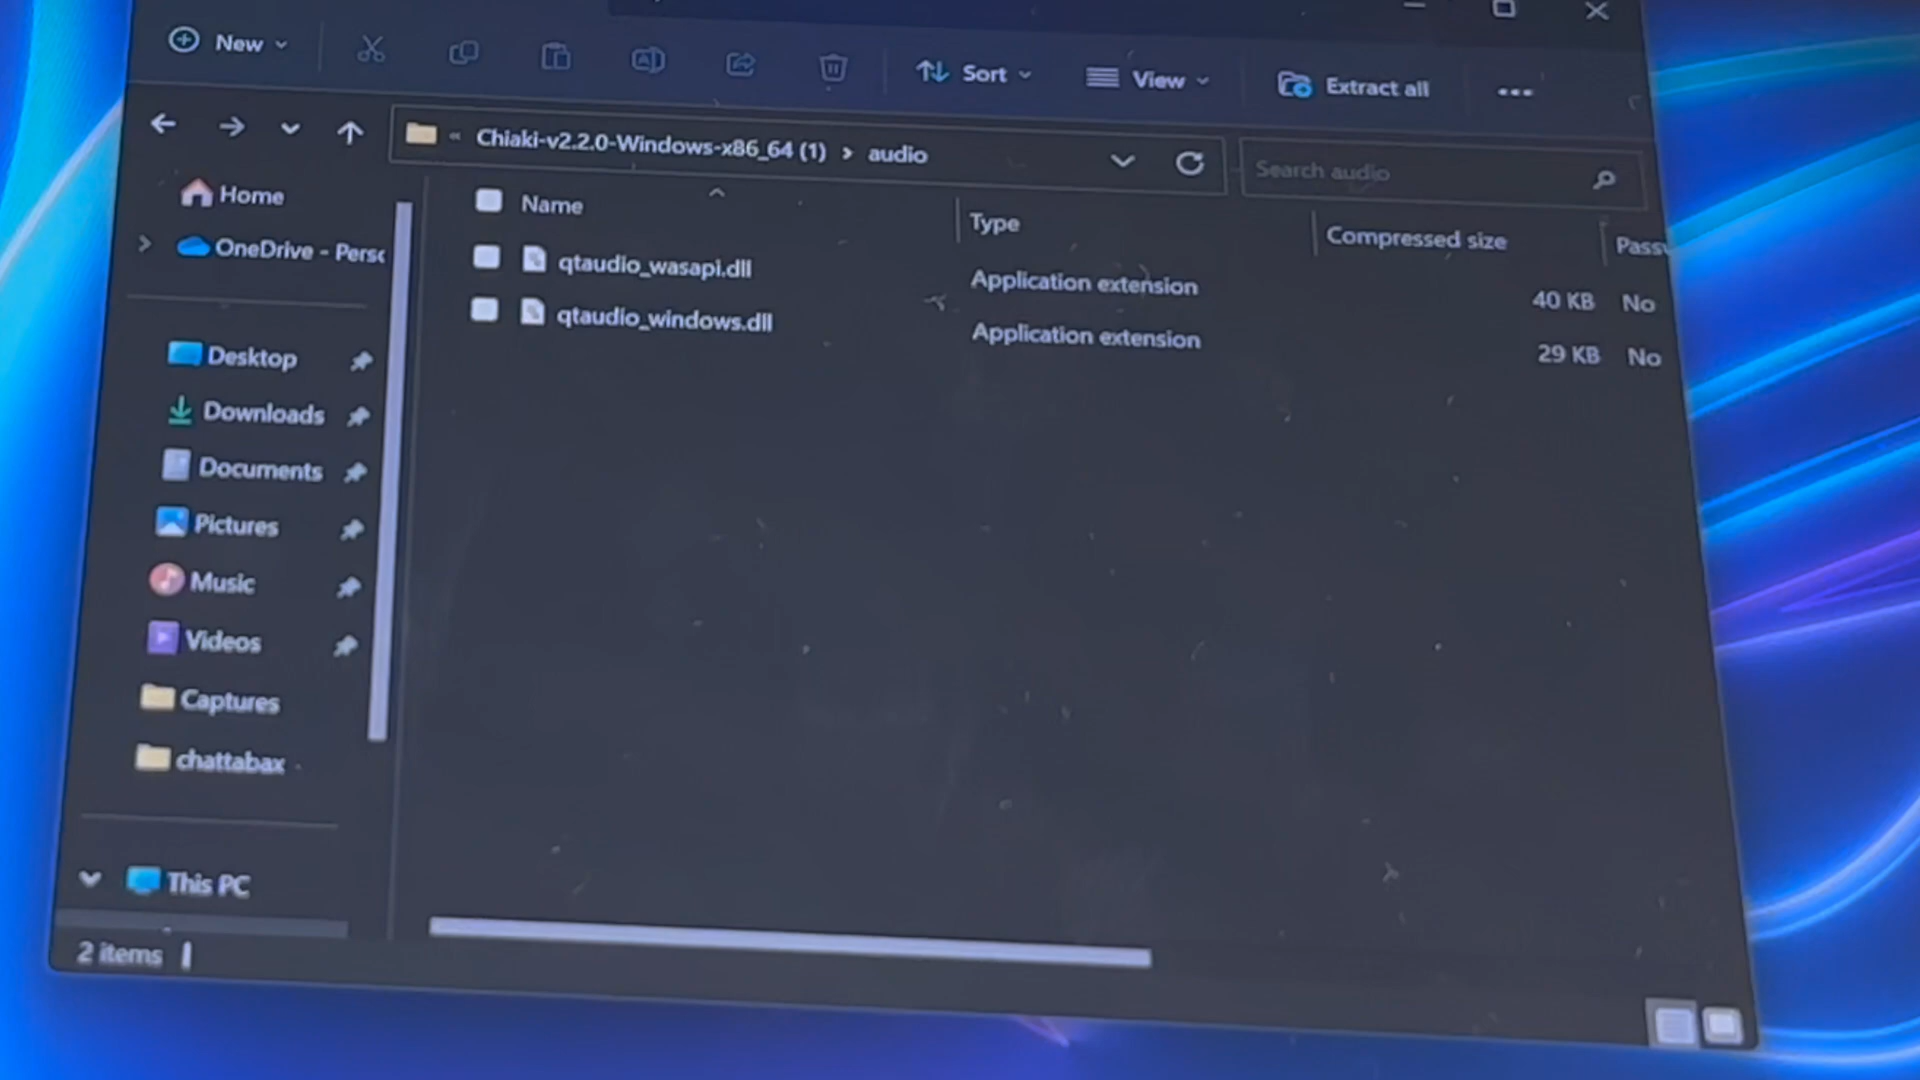 New
Sort
View
Extract all
« Chiaki-v2.2.0-Windows-x86_64 (1) > audio
Search audio
Name
Type
Compressed size
Passw
qtaudio_wasapi.dll
Application extension
40 KB
No
qtaudio_windows.dll
Application extension
29 KB
No
Home
OneDrive - Perso
Desktop
Downloads
Documents
Pictures
Music
Videos
Captures
chattabax
This PC
2 items